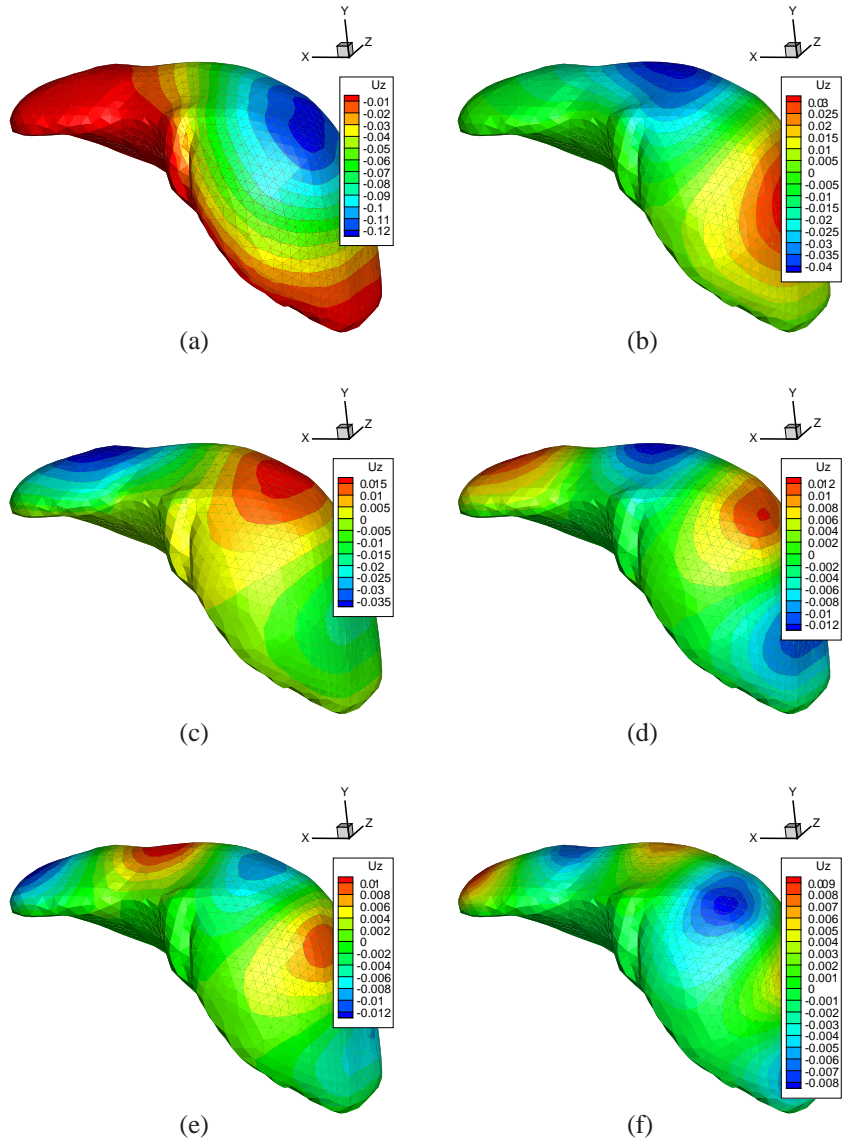 Y
X
Z
Uz
-0.01
-0.02
-0.03
-0.04
-0.05
-0.06
-0.07
-0.08
-0.09
-0.1
-0.11
-0.12
(a)
Y
X
Z
Uz
0.03
0.025
0.02
0.015
0.01
0.005
0
-0.005
-0.01
-0.015
-0.02
-0.025
-0.03
-0.035
-0.04
(b)
Y
X
Z
Uz
0.015
0.01
0.005
0
-0.005
-0.01
-0.015
-0.02
-0.025
-0.03
-0.035
(c)
Y
X
Z
Uz
0.012
0.01
0.008
0.006
0.004
0.002
0
-0.002
-0.004
-0.006
-0.008
-0.01
-0.012
(d)
Y
X
Z
Uz
0.01
0.008
0.006
0.004
0.002
0
-0.002
-0.004
-0.006
-0.008
-0.01
-0.012
(e)
Y
X
Z
Uz
0.009
0.008
0.007
0.006
0.005
0.004
0.003
0.002
0.001
0
-0.001
-0.002
-0.003
-0.004
-0.005
-0.006
-0.007
-0.008
(f)